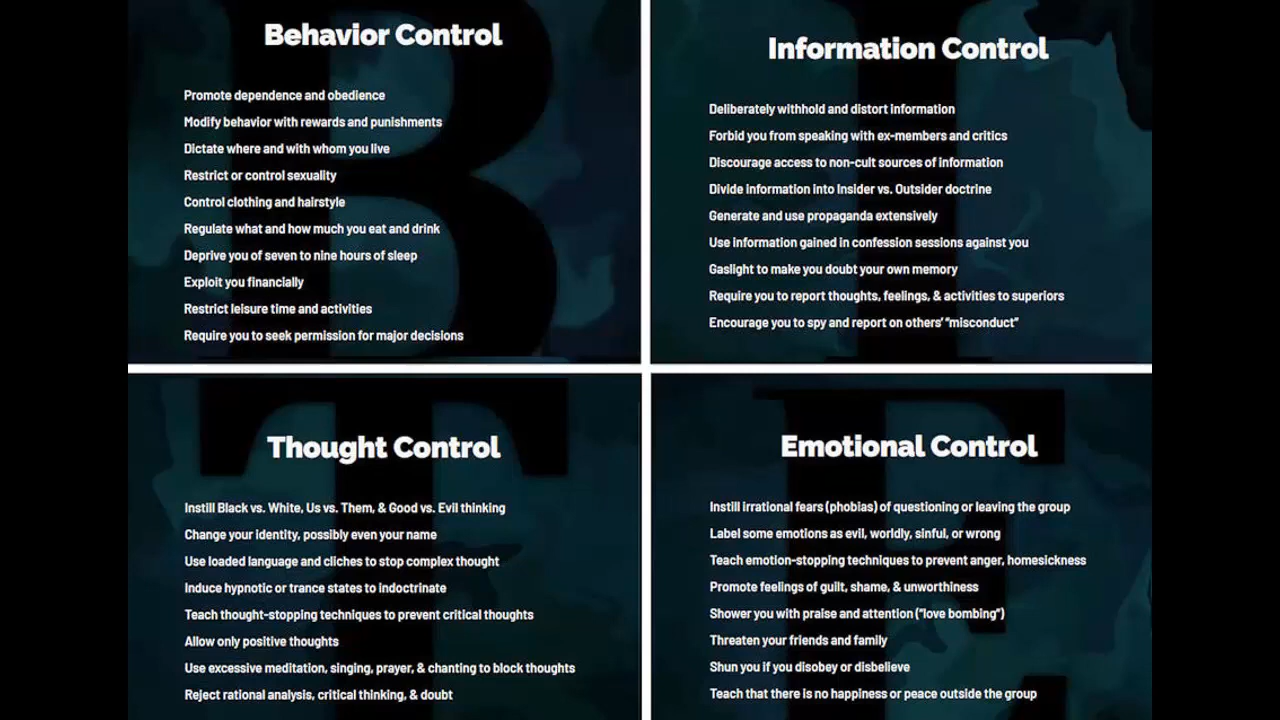 Behavior Control
Promote dependence and obedience
Modify behavior with rewards and punishments
Dictate where and with whom you live
Restrict or control sexuality
Control clothing and hairstyle
Regulate what and how much you eat and drink
Deprive you of seven to nine hours of sleep
Exploit you financially
Restrict leisure time and activities
Require you to seek permission for major decisions
Information Control
Deliberately withhold and distort information
Forbid you from speaking with ex-members and critics
Discourage access to non-cult sources of information
Divide information into Insider vs. Outsider doctrine
Generate and use propaganda extensively
Use information gained in confession sessions against you
Gaslight to make you doubt your own memory
Require you to report thoughts, feelings, & activities to superiors
Encourage you to spy and report on others' "misconduct"
Thought Control
Instill Black vs. White, Us vs. Them, & Good vs. Evil thinking
Change your identity, possibly even your name
Use loaded language and cliches to stop complex thought
Induce hypnotic or trance states to indoctrinate
Teach thought-stopping techniques to prevent critical thoughts
Allow only positive thoughts
Use excessive meditation, singing, prayer, & chanting to block thoughts
Reject rational analysis, critical thinking, & doubt
Emotional Control
Instill irrational fears (phobias) of questioning or leaving the group
Label some emotions as evil, worldly, sinful, or wrong
Teach emotion-stopping techniques to prevent anger, homesickness
Promote feelings of guilt, shame, & unworthiness
Shower you with praise and attention ("love bombing")
Threaten your friends and family
Shun you if you disobey or disbelieve
Teach that there is no happiness or peace outside the group
B
I
T
E